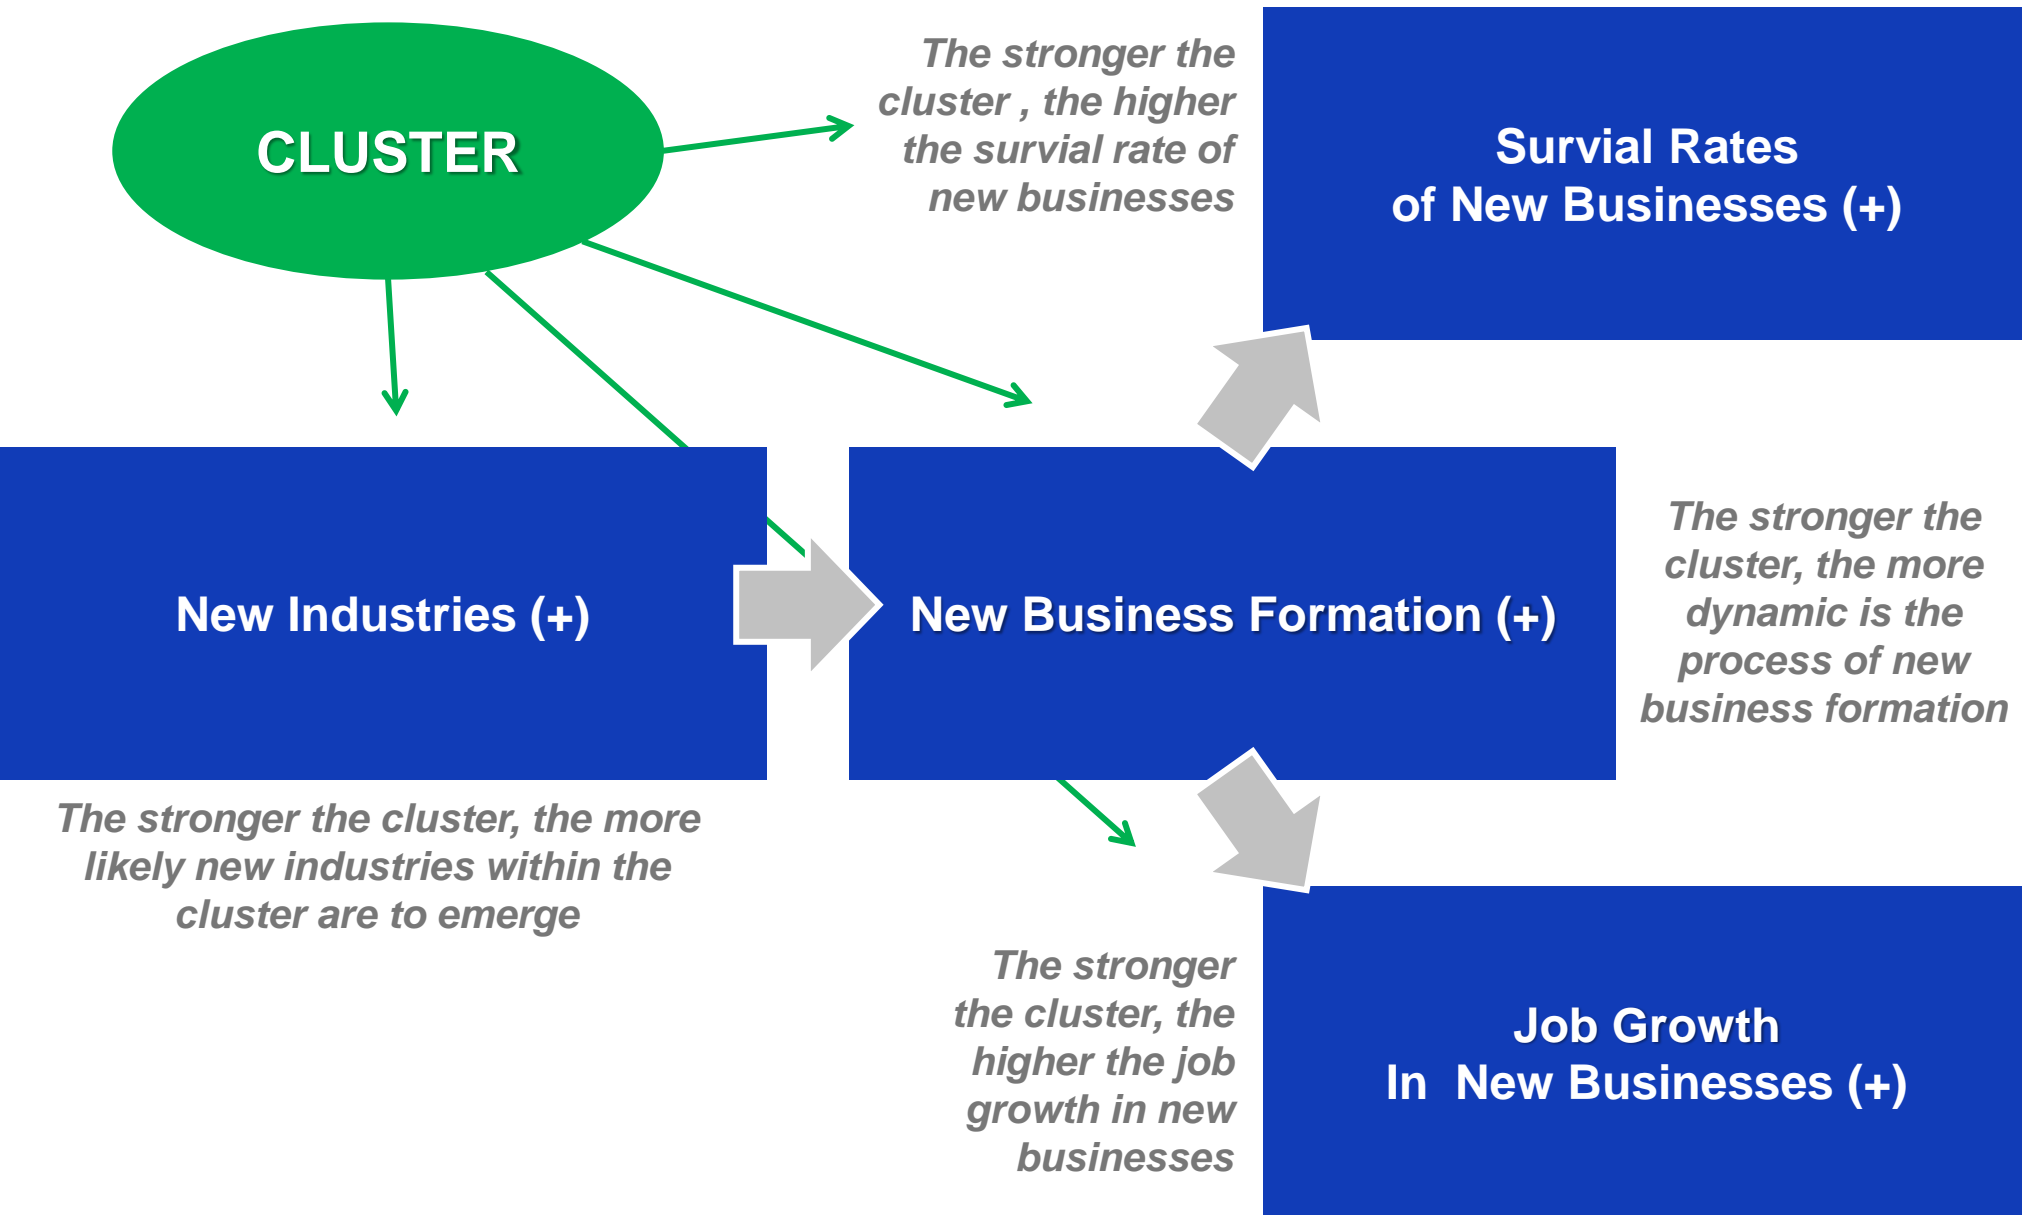 CLUSTER
The stronger the
cluster , the higher
the survial rate of
new businesses
Survial Rates
of New Businesses (+)
New Industries (+)
New Business Formation (+)
The stronger the
cluster, the more
dynamic is the
process of new
business formation
The stronger the cluster, the more
likely new industries within the
cluster are to emerge
The stronger
the cluster, the
higher the job
growth in new
businesses
Job Growth
In  New Businesses (+)